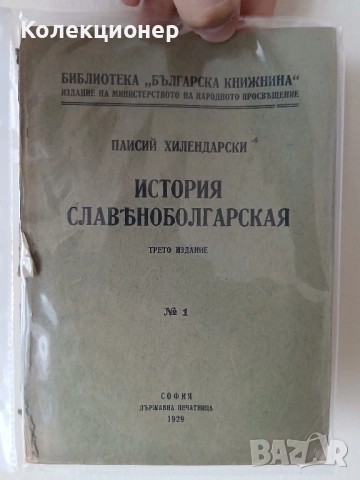 Колекционер
БИБЛИОТЕКА „БЪЛГАРСКА КНИЖНИНА“
ИЗДАНИЕ НА МИНИСТЕРСТВОТО НА НАРОДНОТО ПРОСВѢЩЕНИЕ
ПАИСИЙ ХИЛЕНДАРСКИ
ИСТОРИЯ
СЛАВѢНОБОЛГАРСКАЯ
ТРЕТО ИЗДАНИЕ
№ 1
СОФИЯ
ДЪРЖАВНА ПЕЧАТНИЦА
1929
BAZAR